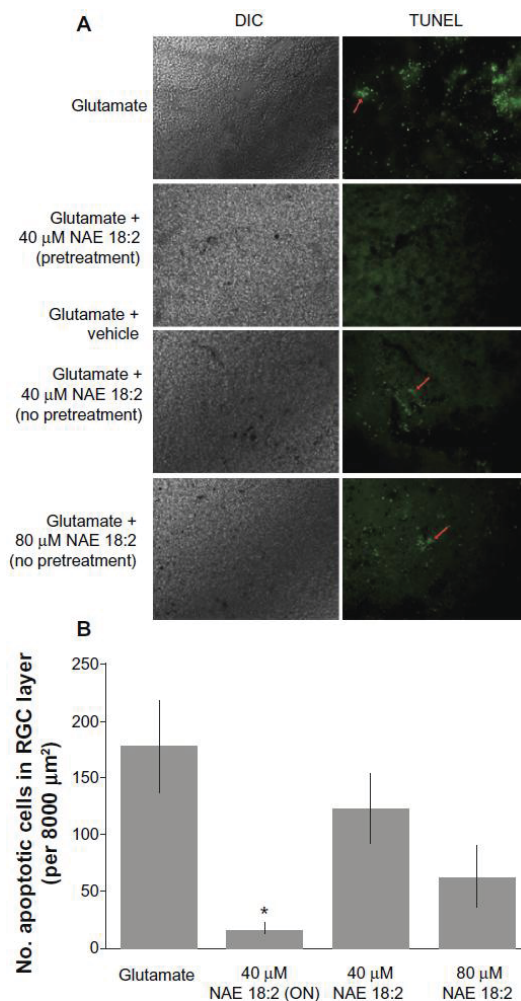 A
DIC
TUNEL
Glutamate
Glutamate +
40 μM NAE 18:2
(pretreatment)
Glutamate +
vehicle
Glutamate +
40 μM NAE 18:2
(no pretreatment)
Glutamate +
80 μM NAE 18:2
(no pretreatment)
B
No. apoptotic cells in RGC layer
(per 8000 μm²)
250
200
150
100
50
0
*
Glutamate
40 μM
NAE 18:2 (ON)
40 μM
NAE 18:2
80 μM
NAE 18:2